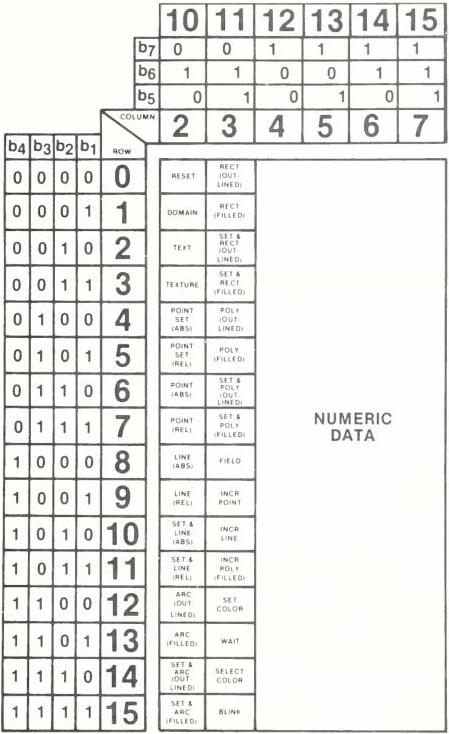 10 11 12 13 14 15
b7 0 0 1 1 1 1
b6 1 1 0 0 1 1
b5 0 1 0 1 0 1
COLUMN 2 3 4 5 6 7
b4 b3 b2 b1 ROW
0 0 0 0 0 RESET RECT (OUT- LINED)
0 0 0 1 1 DOMAIN RECT (FILLED)
0 0 1 0 2 TEXT SET & RECT (OUT- LINED)
0 0 1 1 3 TEXTURE SET & RECT (FILLED)
0 1 0 0 4 POINT SET (ABS) POLY (OUT- LINED)
0 1 0 1 5 POINT SET (REL) POLY (FILLED)
0 1 1 0 6 POINT (ABS) SET & POLY (OUT- LINED)
0 1 1 1 7 POINT (REL) SET & POLY (FILLED)
NUMERIC
DATA
1 0 0 0 8 LINE (ABS) FIELD
1 0 0 1 9 LINE (REL) INCR POINT
1 0 1 0 10 SET & LINE (ABS) INCR LINE
1 0 1 1 11 SET & LINE (REL) INCR POLY (FILLED)
1 1 0 0 12 ARC (OUT- LINED) SET COLOR
1 1 0 1 13 ARC (FILLED) WAIT
1 1 1 0 14 SET & ARC (OUT- LINED) SELECT COLOR
1 1 1 1 15 SET & ARC (FILLED) BLINK